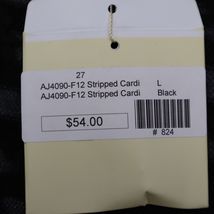 27
AJ4090-F12 Stripped Cardi L
AJ4090-F12 Stripped Cardi Black
$54.00
# 824